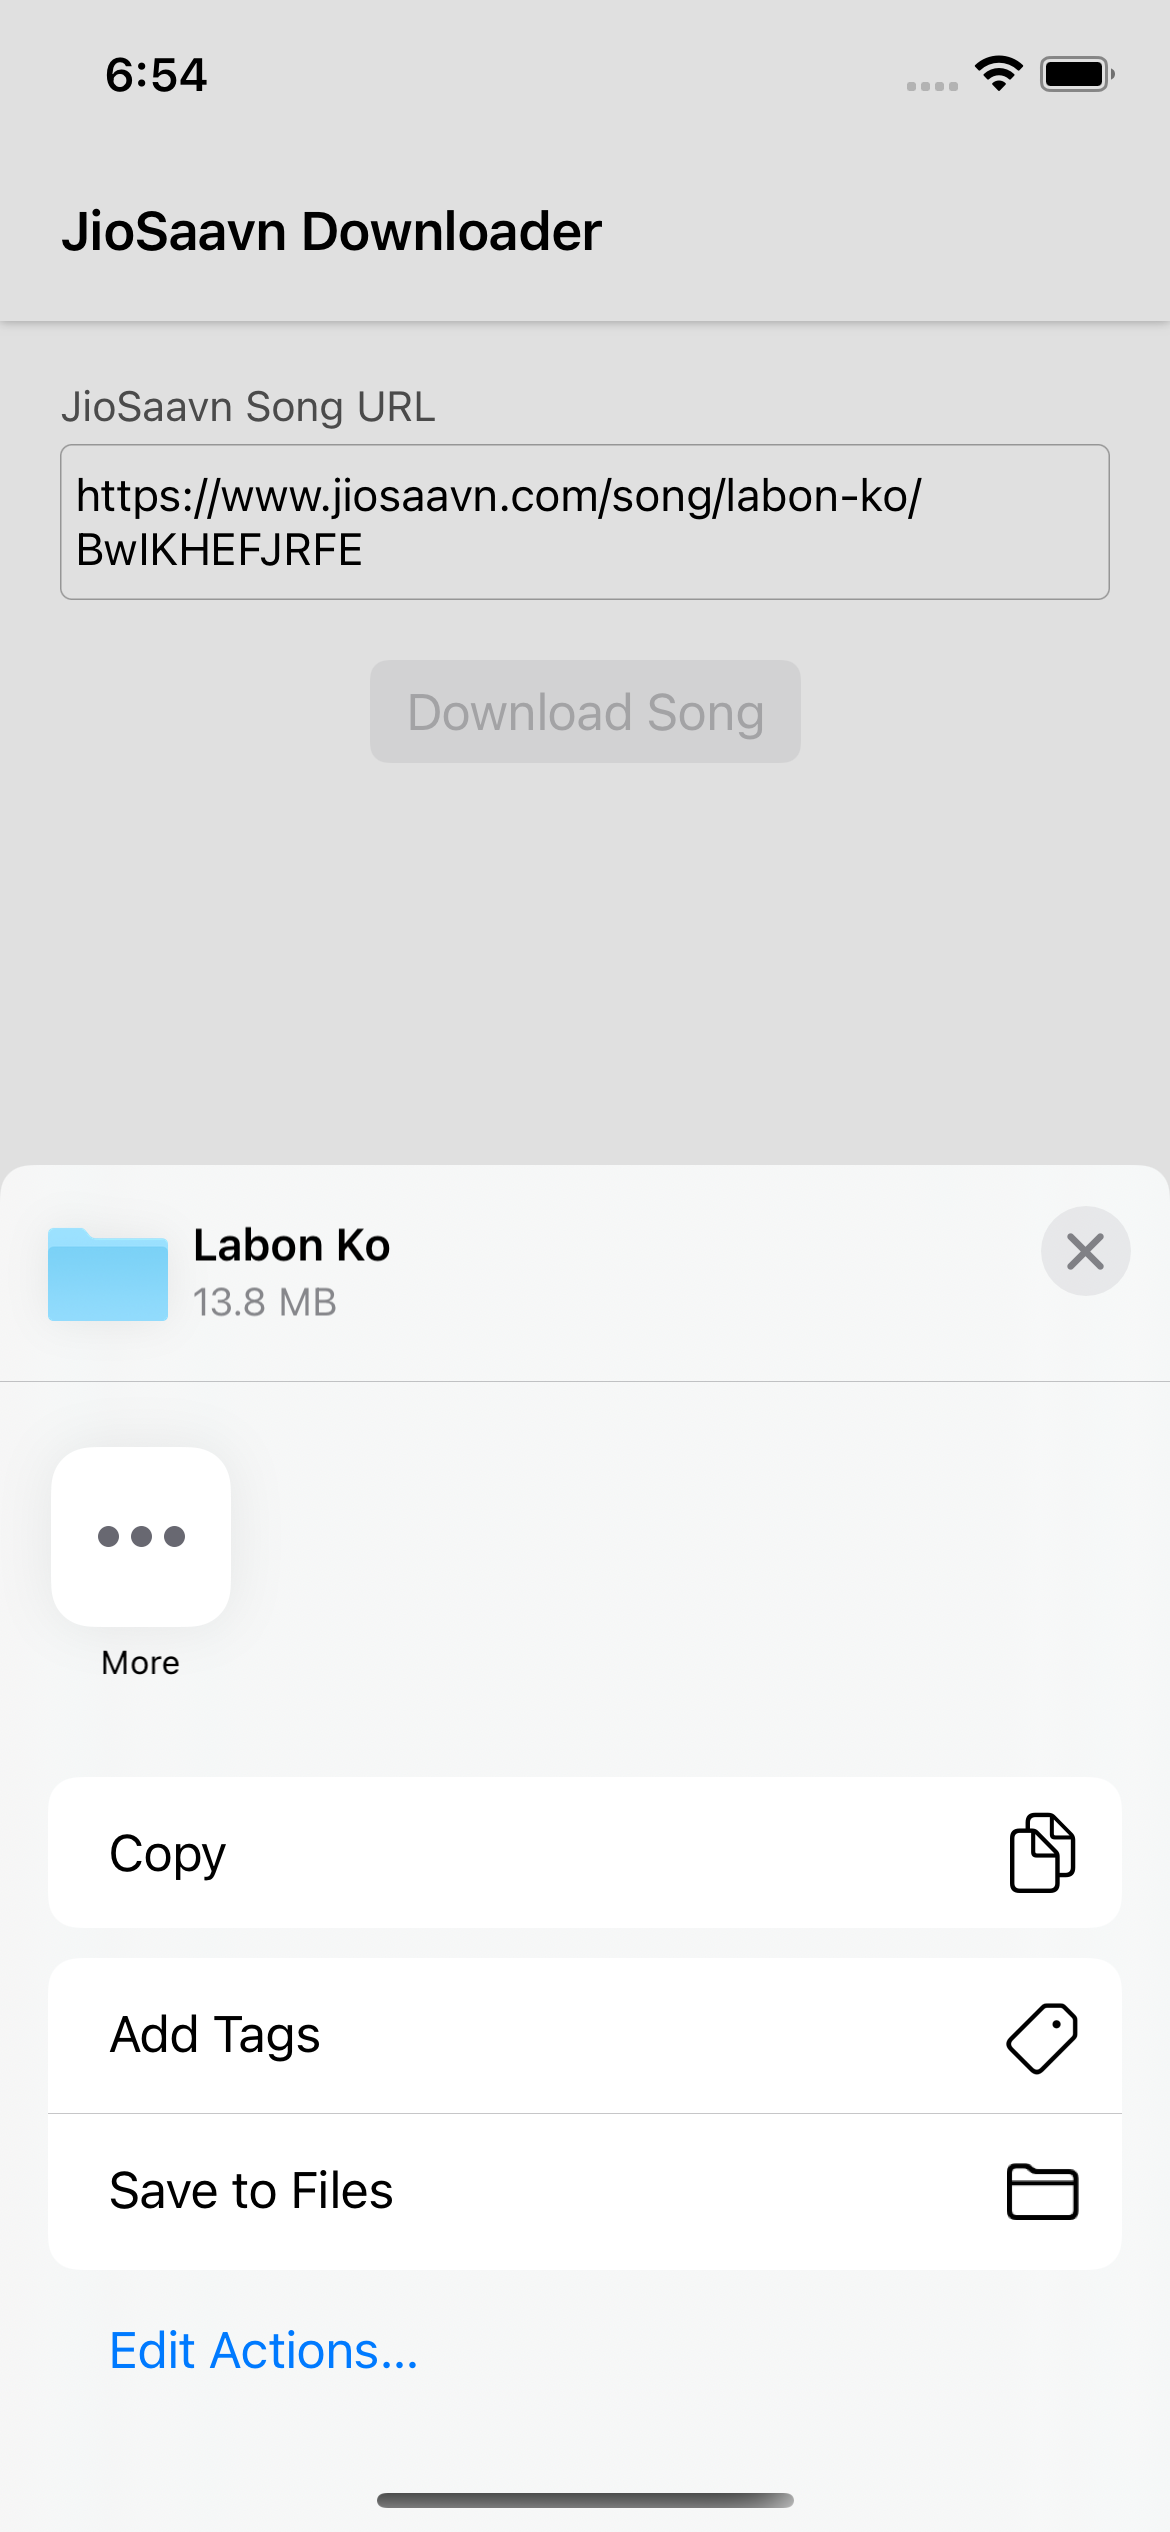 6:54
JioSaavn Downloader
JioSaavn Song URL
https://www.jiosaavn.com/song/labon-ko/
BwIKHEFJRFE
Download Song
Labon Ko
13.8 MB
More
Copy
Add Tags
Save to Files
Edit Actions...